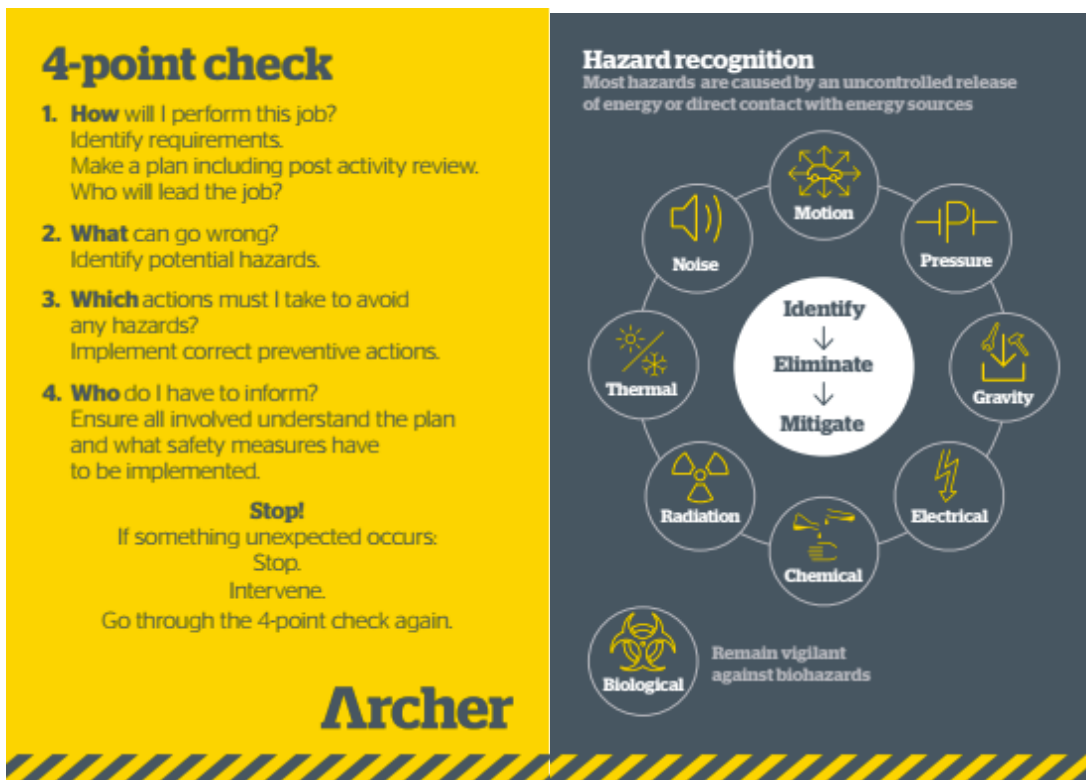 4-point check
1. How will I perform this job?
Identify requirements.
Make a plan including post activity review.
Who will lead the job?
2. What can go wrong?
Identify potential hazards.
3. Which actions must I take to avoid
any hazards?
Implement correct preventive actions.
4. Who do I have to inform?
Ensure all involved understand the plan
and what safety measures have
to be implemented.
Stop!
If something unexpected occurs:
Stop.
Intervene.
Go through the 4-point check again.
Archer
Hazard recognition
Most hazards are caused by an uncontrolled release
of energy or direct contact with energy sources
Motion
P
Pressure
Gravity
Electrical
Chemical
Radiation
Thermal
Noise
Identify
Eliminate
Mitigate
Biological
Remain vigilant
against biohazards